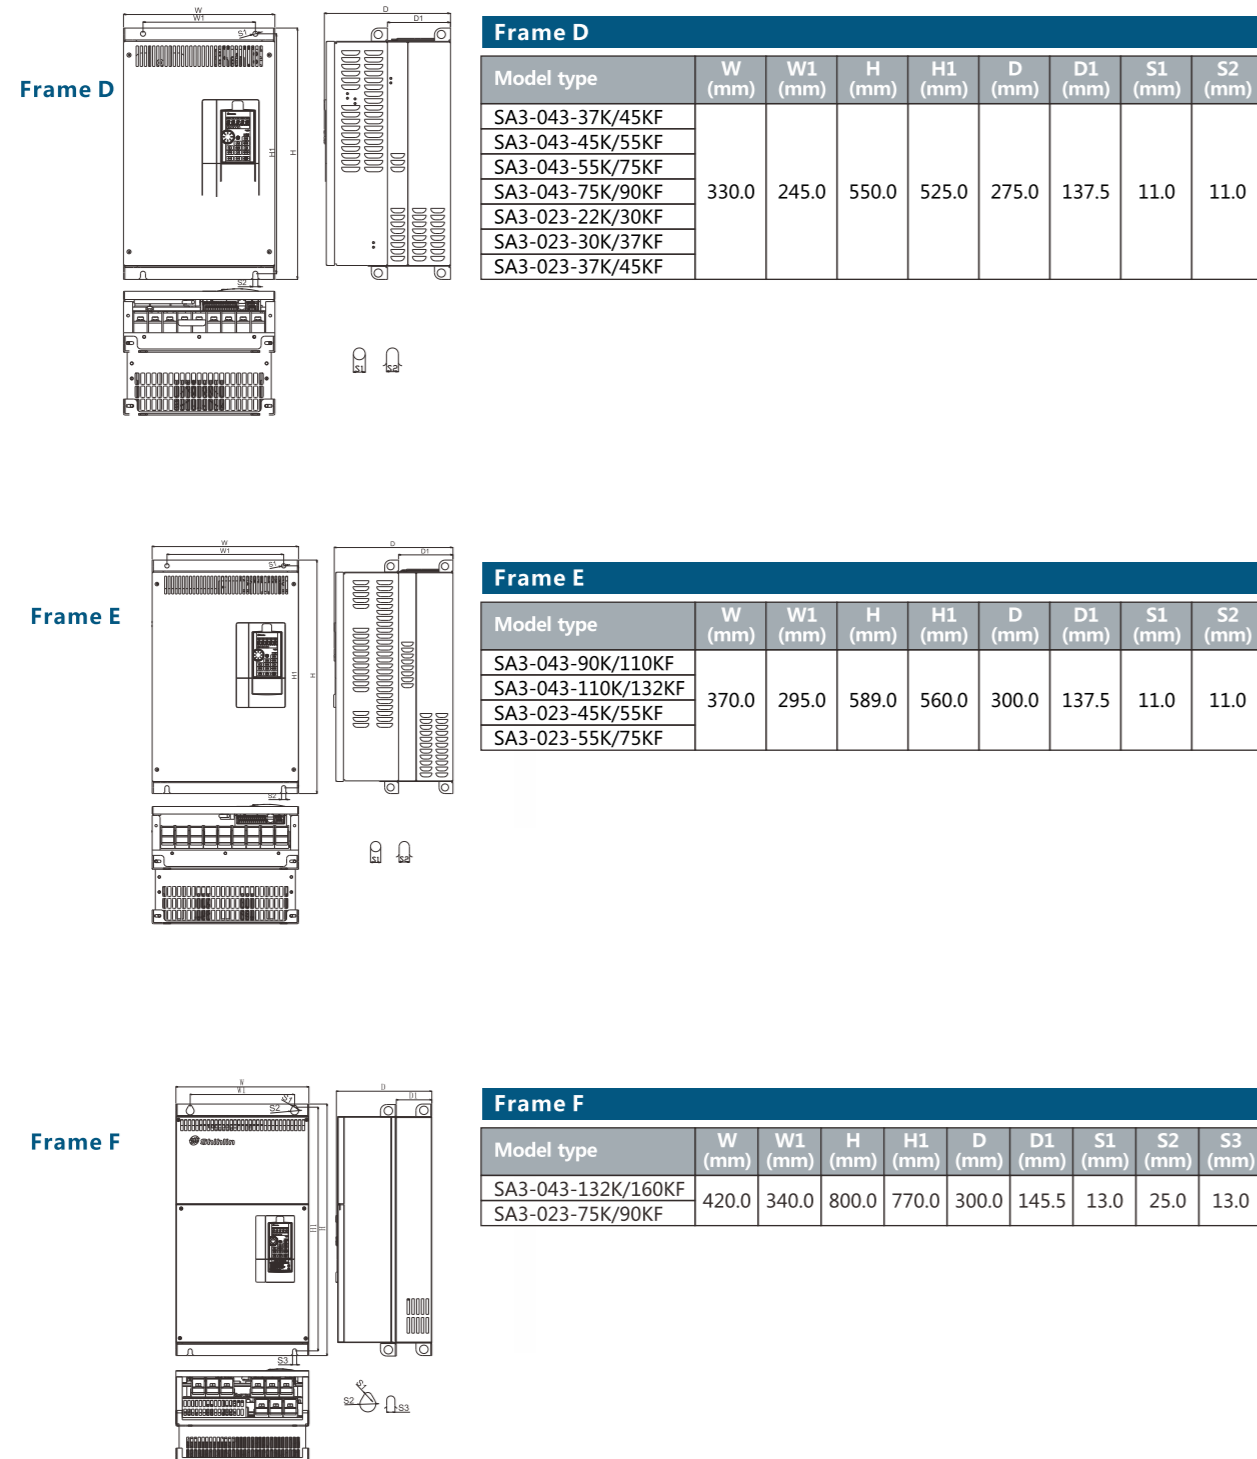 Frame D
W
W1
S1
H1
H
S2
D
D1
S1
S2
Frame D
Model type W (mm) W1 (mm) H (mm) H1 (mm) D (mm) D1 (mm) S1 (mm) S2 (mm)
SA3-043-37K/45KF
SA3-043-45K/55KF
SA3-043-55K/75KF
SA3-043-75K/90KF 330.0 245.0 550.0 525.0 275.0 137.5 11.0 11.0
SA3-023-22K/30KF
SA3-023-30K/37KF
SA3-023-37K/45KF
Frame E
W
W1
S1
H1
H
S2
D
D1
S1
S2
Frame E
Model type W (mm) W1 (mm) H (mm) H1 (mm) D (mm) D1 (mm) S1 (mm) S2 (mm)
SA3-043-90K/110KF
SA3-043-110K/132KF
370.0 295.0 589.0 560.0 300.0 137.5 11.0 11.0
SA3-023-45K/55KF
SA3-023-55K/75KF
Frame F
W
W1
S1
S2
Shihlin
H1
H
S3
D
D1
S1
S2
S3
Frame F
Model type W (mm) W1 (mm) H (mm) H1 (mm) D (mm) D1 (mm) S1 (mm) S2 (mm) S3 (mm)
SA3-043-132K/160KF
420.0 340.0 800.0 770.0 300.0 145.5 13.0 25.0 13.0
SA3-023-75K/90KF